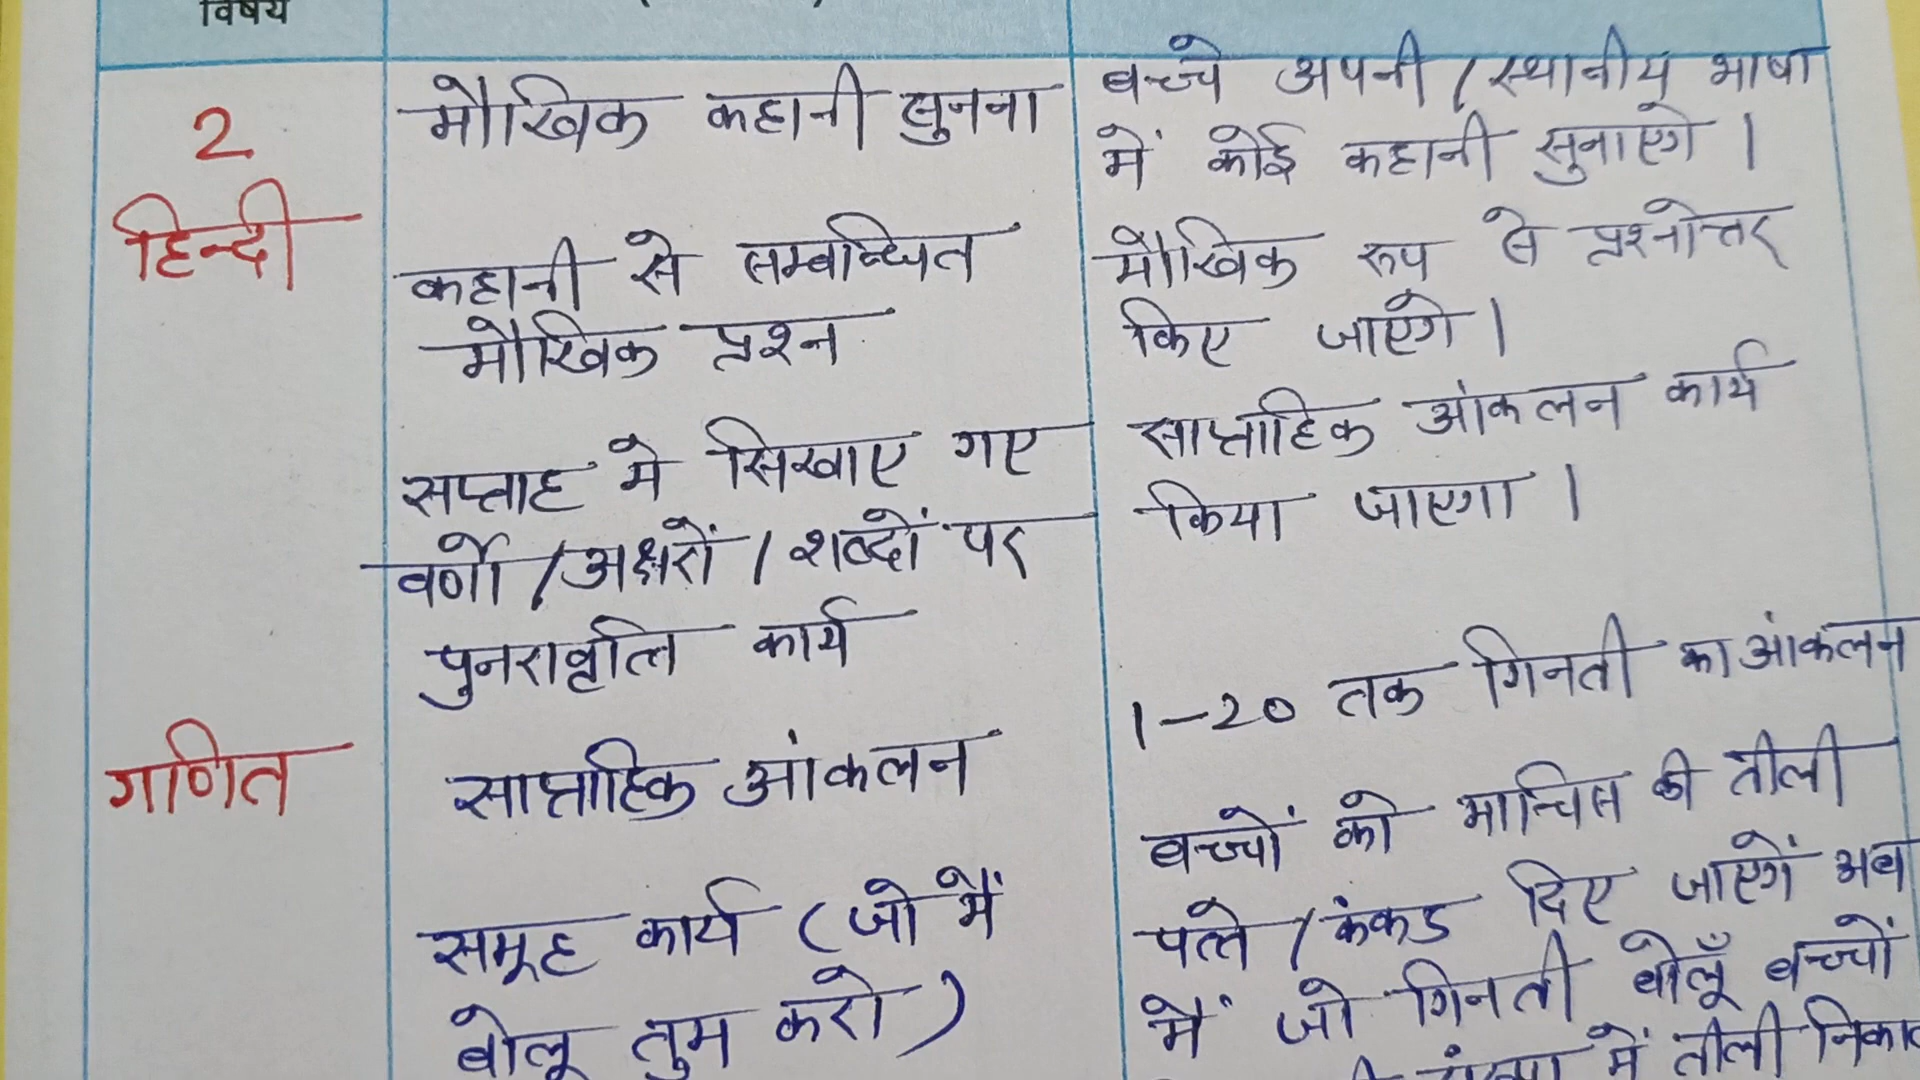 विषय
2
हिन्दी
मौखिक कहानी सुनना
कहानी से सम्बन्धित
मौखिक प्रश्न
सप्ताह मे सिखाए गए
वर्णो / अक्षरों / शब्दों पर
पुनरावृत्ति कार्य
बच्चे अपनी / स्थानीय भाषा
में कोई कहानी सुनाएगे ।
मौखिक रूप से प्रश्नोत्तर
किए जाएंगे ।
साप्ताहिक आंकलन कार्य
किया जाएगा ।
गणित
साप्ताहिक आंकलन
समूह कार्य ( जो मैं
बोलू तुम करो )
1-20 तक गिनती का आंकलन
बच्चों को माचिस की तीली
पत्ते / कंकड दिए जाएगें अब
मैं जो गिनती बोलूँ बच्चों
में तीली